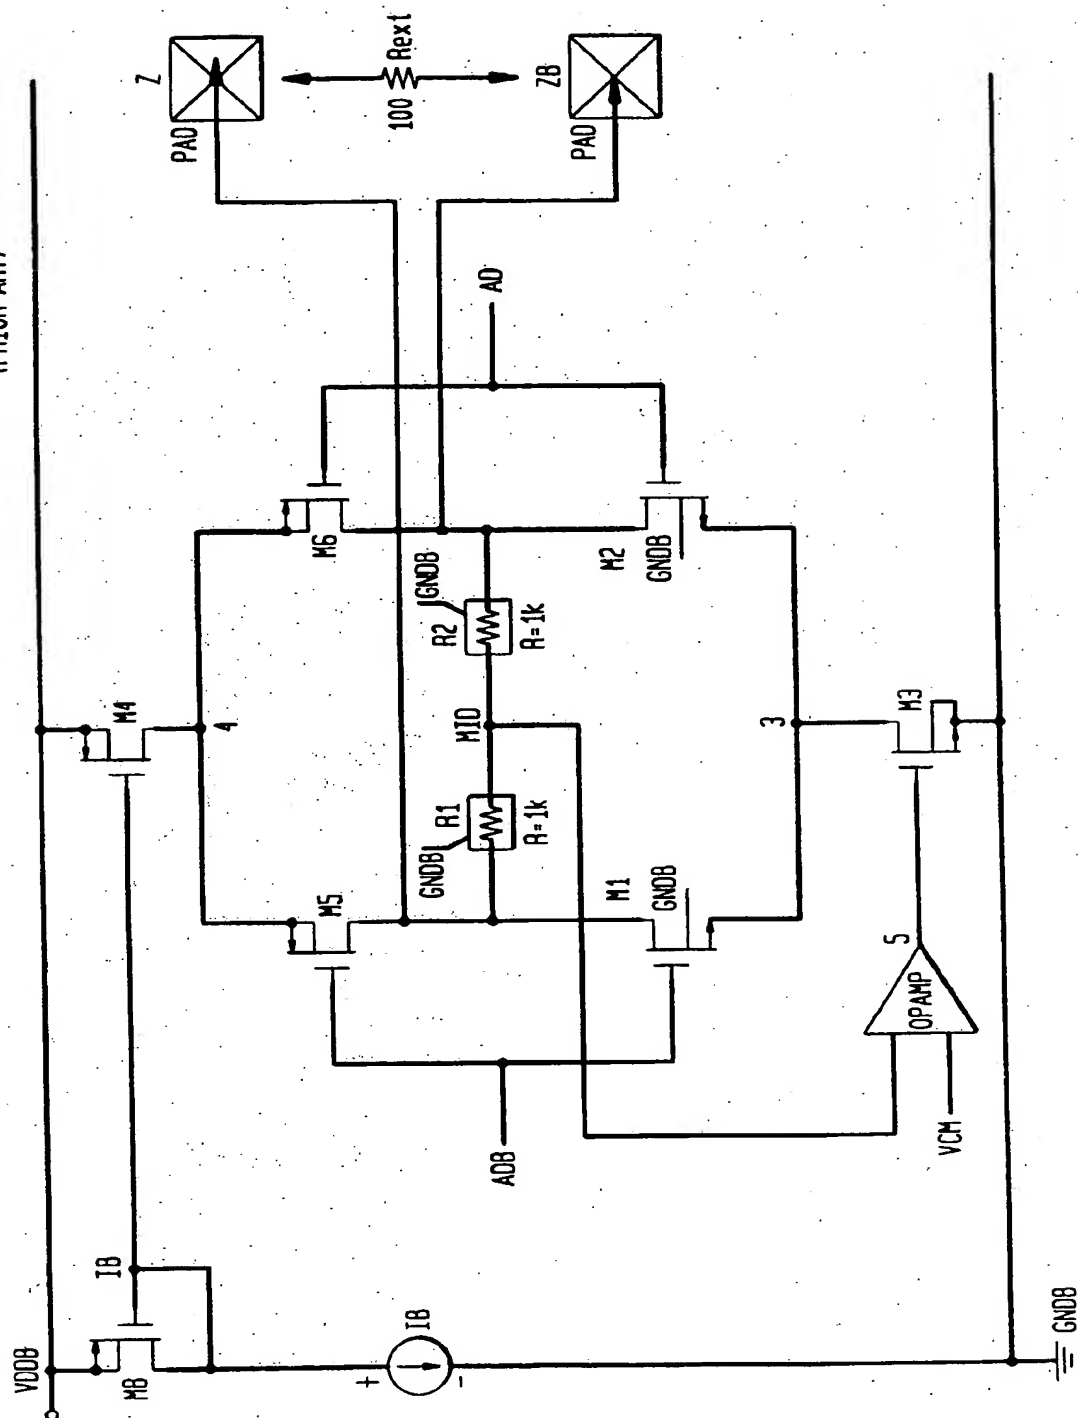 VDDB
M8
IB
IB
+
-
GNDB
M4
4
M5
M6
ADB
AD
GNDB
R1
R=1k
MID
R2
GNDB
R=1k
M1
GNDB
M2
GNDB
3
M3
5
OPAMP
VCM
Z
PAD
100
Rext
ZB
PAD